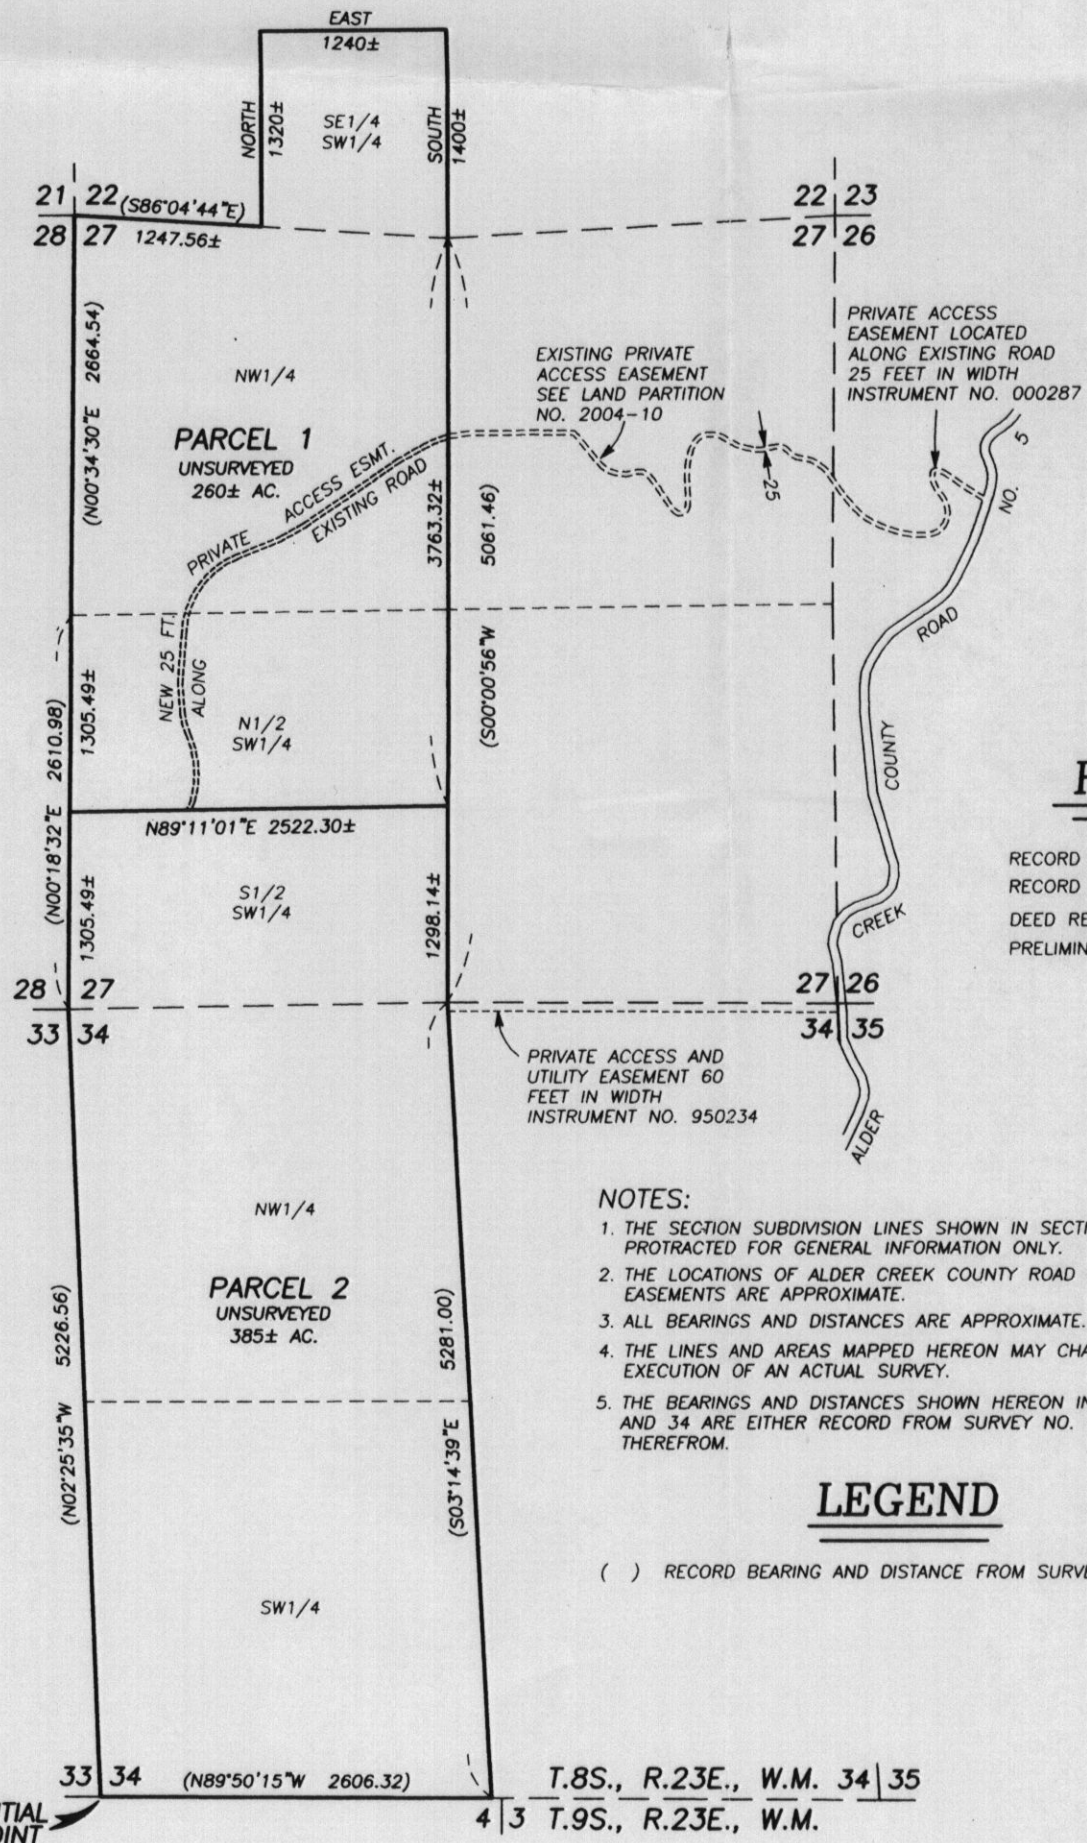 EAST
1240±
NORTH
1320±
SE1/4
SW1/4
SOUTH
1400±
21 22
(S86°04'44"E)
28 27
1247.56±
22 23
27 26
(N00°34'30"E 2664.54)
NW1/4
PARCEL 1
UNSURVEYED
260± AC.
EXISTING PRIVATE
ACCESS EASEMENT
SEE LAND PARTITION
NO. 2004-10
PRIVATE ACCESS
EASEMENT LOCATED
ALONG EXISTING ROAD
25 FEET IN WIDTH
INSTRUMENT NO. 000287
25
NEW 25 FT. PRIVATE ACCESS ESMT.
ALONG EXISTING ROAD
3763.32±
(S00°00'56"W 5061.46)
ALDER CREEK COUNTY ROAD NO. 5
(N00°18'32"E 2610.98)
1305.49±
N1/2
SW1/4
N89°11'01"E 2522.30±
1305.49±
S1/2
SW1/4
1298.14±
RECORD
RECORD
DEED
PRELIMIN
28 27
33 34
27 26
34 35
PRIVATE ACCESS AND
UTILITY EASEMENT 60
FEET IN WIDTH
INSTRUMENT NO. 950234
NW1/4
PARCEL 2
UNSURVEYED
385± AC.
(N02°25'35"W 5226.56)
(S03°14'39"E 5281.00)
SW1/4
NOTES:
1. THE SECTION SUBDIVISION LINES SHOWN IN SECTI
PROTRACTED FOR GENERAL INFORMATION ONLY.
2. THE LOCATIONS OF ALDER CREEK COUNTY ROAD
EASEMENTS ARE APPROXIMATE.
3. ALL BEARINGS AND DISTANCES ARE APPROXIMATE.
4. THE LINES AND AREAS MAPPED HEREON MAY CHA
EXECUTION OF AN ACTUAL SURVEY.
5. THE BEARINGS AND DISTANCES SHOWN HEREON IN
AND 34 ARE EITHER RECORD FROM SURVEY NO.
THEREFROM.
LEGEND
( ) RECORD BEARING AND DISTANCE FROM SURVE
33 34
(N89°50'15"W 2606.32)
T.8S., R.23E., W.M. 34 35
4 3 T.9S., R.23E., W.M.
TIAL
OINT